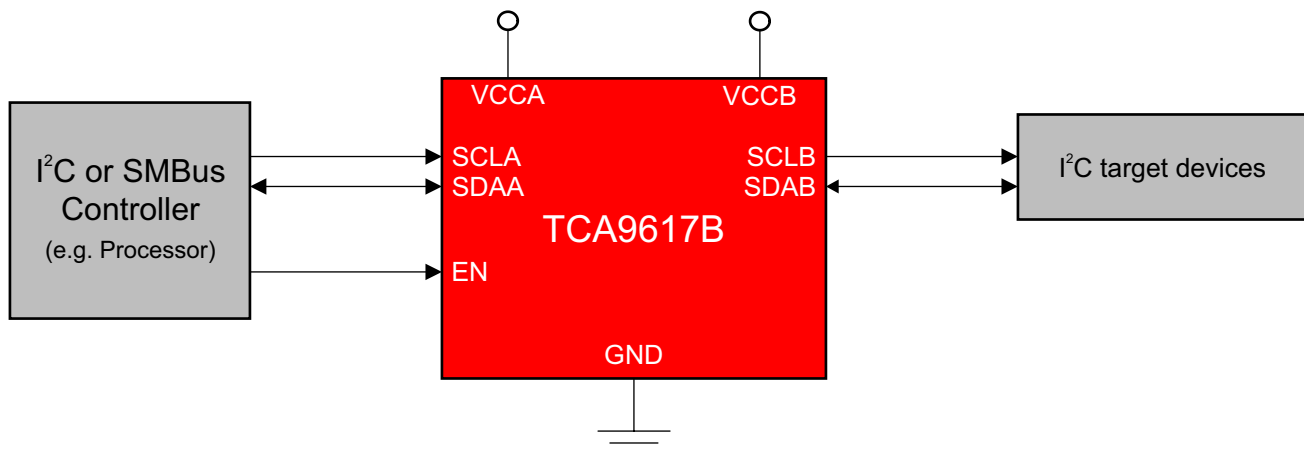 VCCA
VCCB
I²C or SMBus
Controller
(e.g. Processor)
SCLA
SDAA
EN
SCLB
SDAB
TCA9617B
GND
I²C target devices